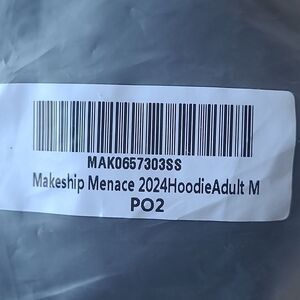 MAK0657303SS
Makeship Menace 2024HoodieAdult M
PO2